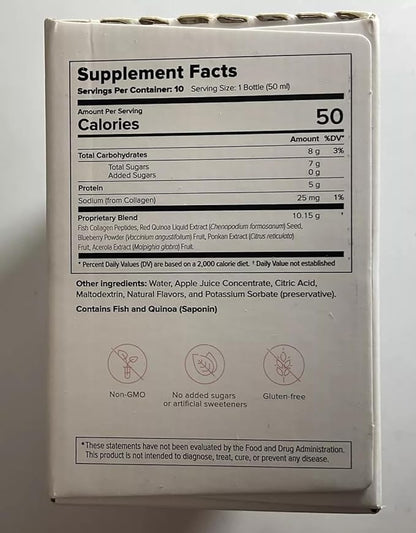 Supplement Facts
Servings Per Container: 10 Serving Size: 1 Bottle (50 ml)
Amount Per Serving
Calories 50
Amount %DV*
Total Carbohydrates 8 g 3%
Total Sugars 7 g
Added Sugars 0 g
Protein 5 g
Sodium (from Collagen) 25 mg 1%
Proprietary Blend 10.15 g †
Fish Collagen Peptides, Red Quinoa Liquid Extract (Chenopodium formosanum) Seed,
Blueberry Powder (Vaccinium angustifolium) Fruit, Ponkan Extract (Citrus reticulata)
Fruit, Acerola Extract (Malpighia glabra) Fruit.
* Percent Daily Values (DV) are based on a 2,000 calorie diet. † Daily Value not established
Other ingredients: Water, Apple Juice Concentrate, Citric Acid,
Maltodextrin, Natural Flavors, and Potassium Sorbate (preservative).
Contains Fish and Quinoa (Saponin)
Non-GMO
No added sugars
or artificial sweeteners
Gluten-free
*These statements have not been evaluated by the Food and Drug Administration.
This product is not intended to diagnose, treat, cure, or prevent any disease.